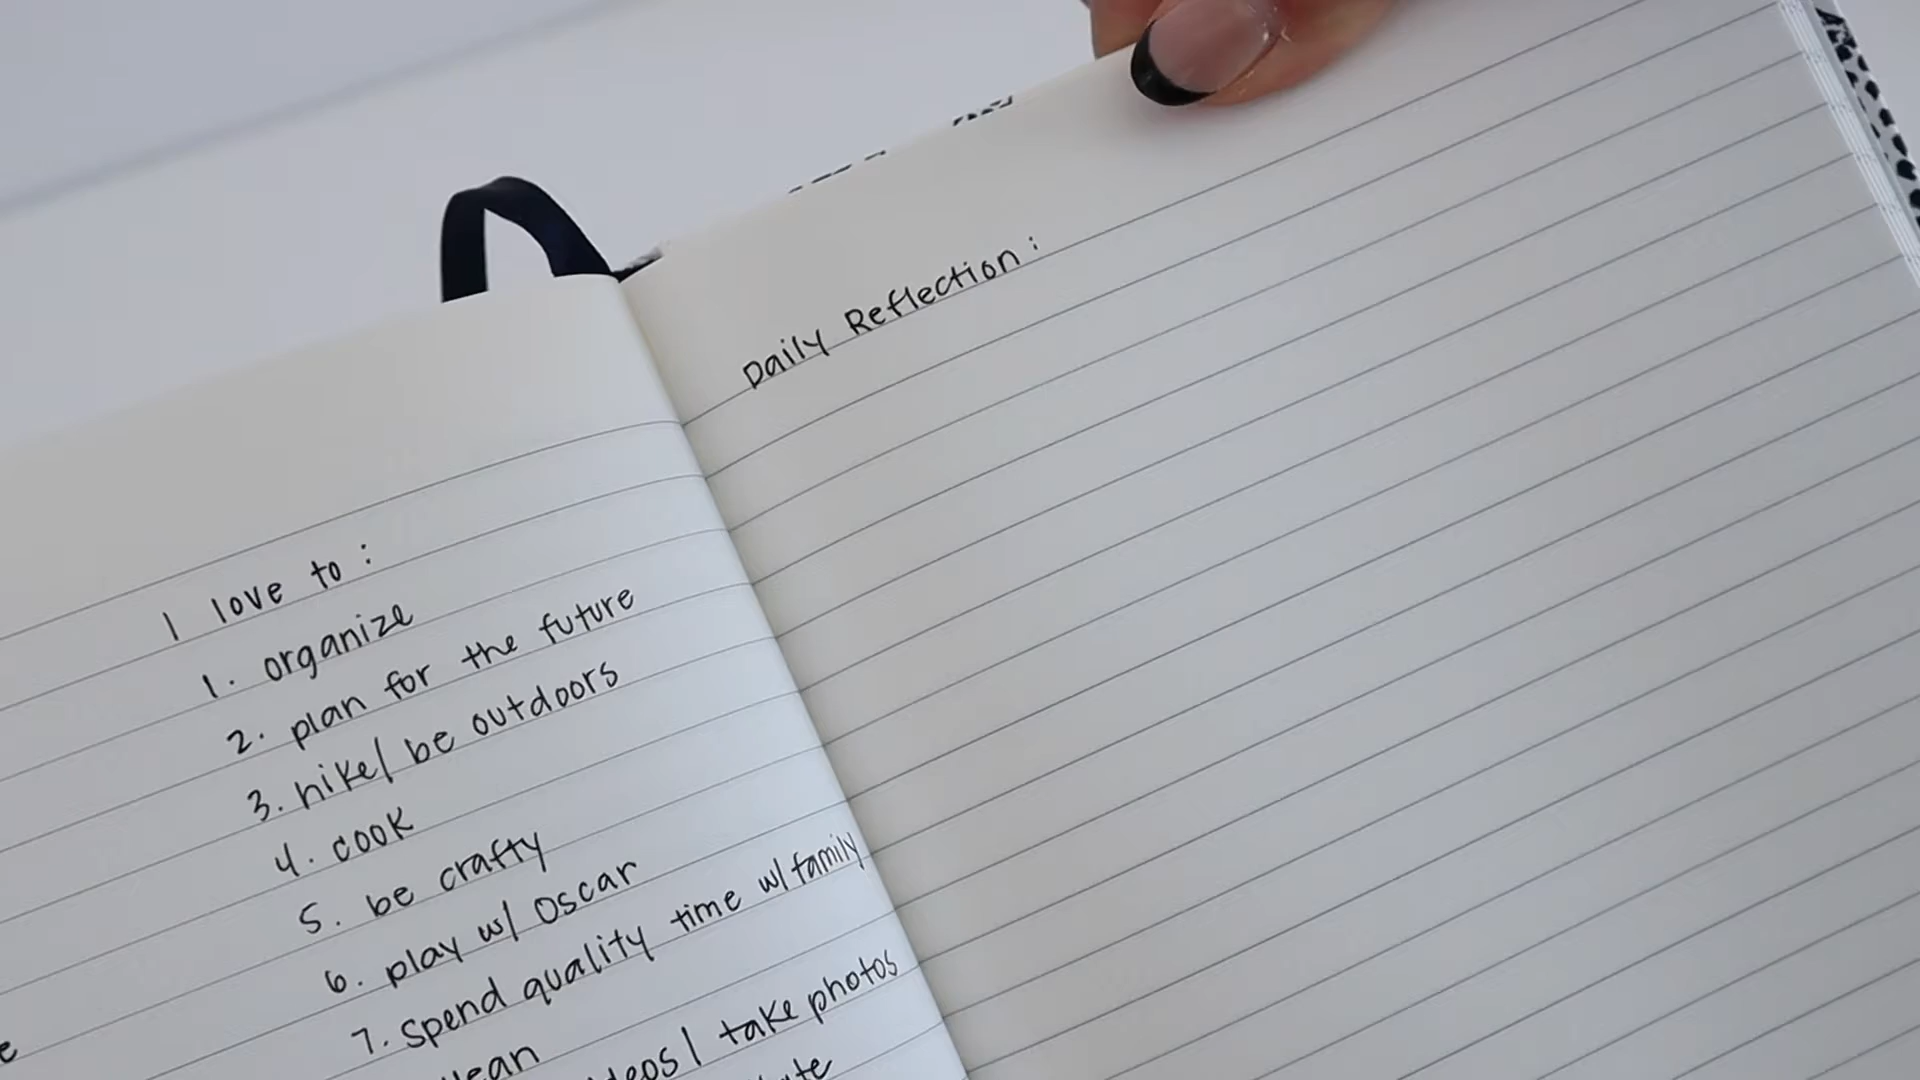 I love to:
1. organize
2. plan for the future
3. hike/ be outdoors
4. cook
5. be crafty
6. play w/ Oscar
7. Spend quality time w/ family
take photos
Daily Reflection: